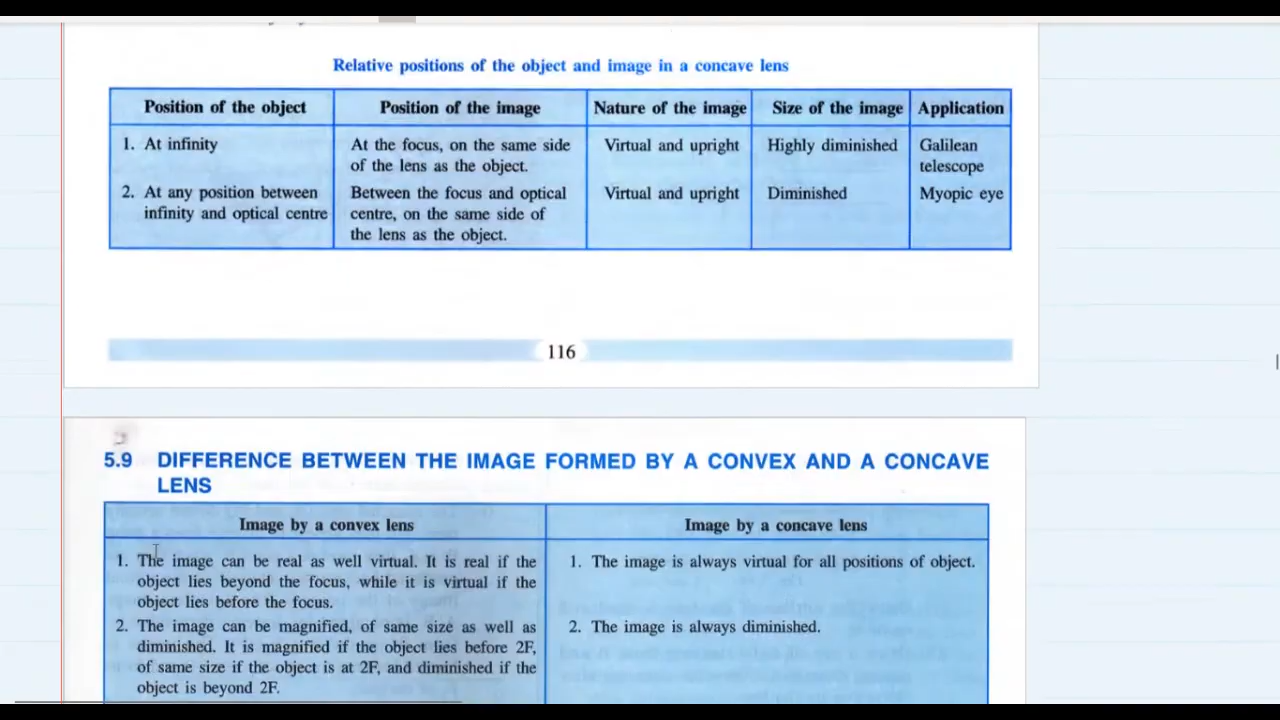 Relative positions of the object and image in a concave lens
Position of the object Position of the image Nature of the image Size of the image Application
1. At infinity At the focus, on the same side Virtual and upright Highly diminished Galilean
of the lens as the object. telescope
2. At any position between Between the focus and optical Virtual and upright Diminished Myopic eye
infinity and optical centre centre, on the same side of
the lens as the object.
116
5.9 DIFFERENCE BETWEEN THE IMAGE FORMED BY A CONVEX AND A CONCAVE
LENS
Image by a convex lens Image by a concave lens
1. The image can be real as well virtual. It is real if the 1. The image is always virtual for all positions of object.
object lies beyond the focus, while it is virtual if the
object lies before the focus.
2. The image can be magnified, of same size as well as 2. The image is always diminished.
diminished. It is magnified if the object lies before 2F,
of same size if the object is at 2F, and diminished if the
object is beyond 2F.